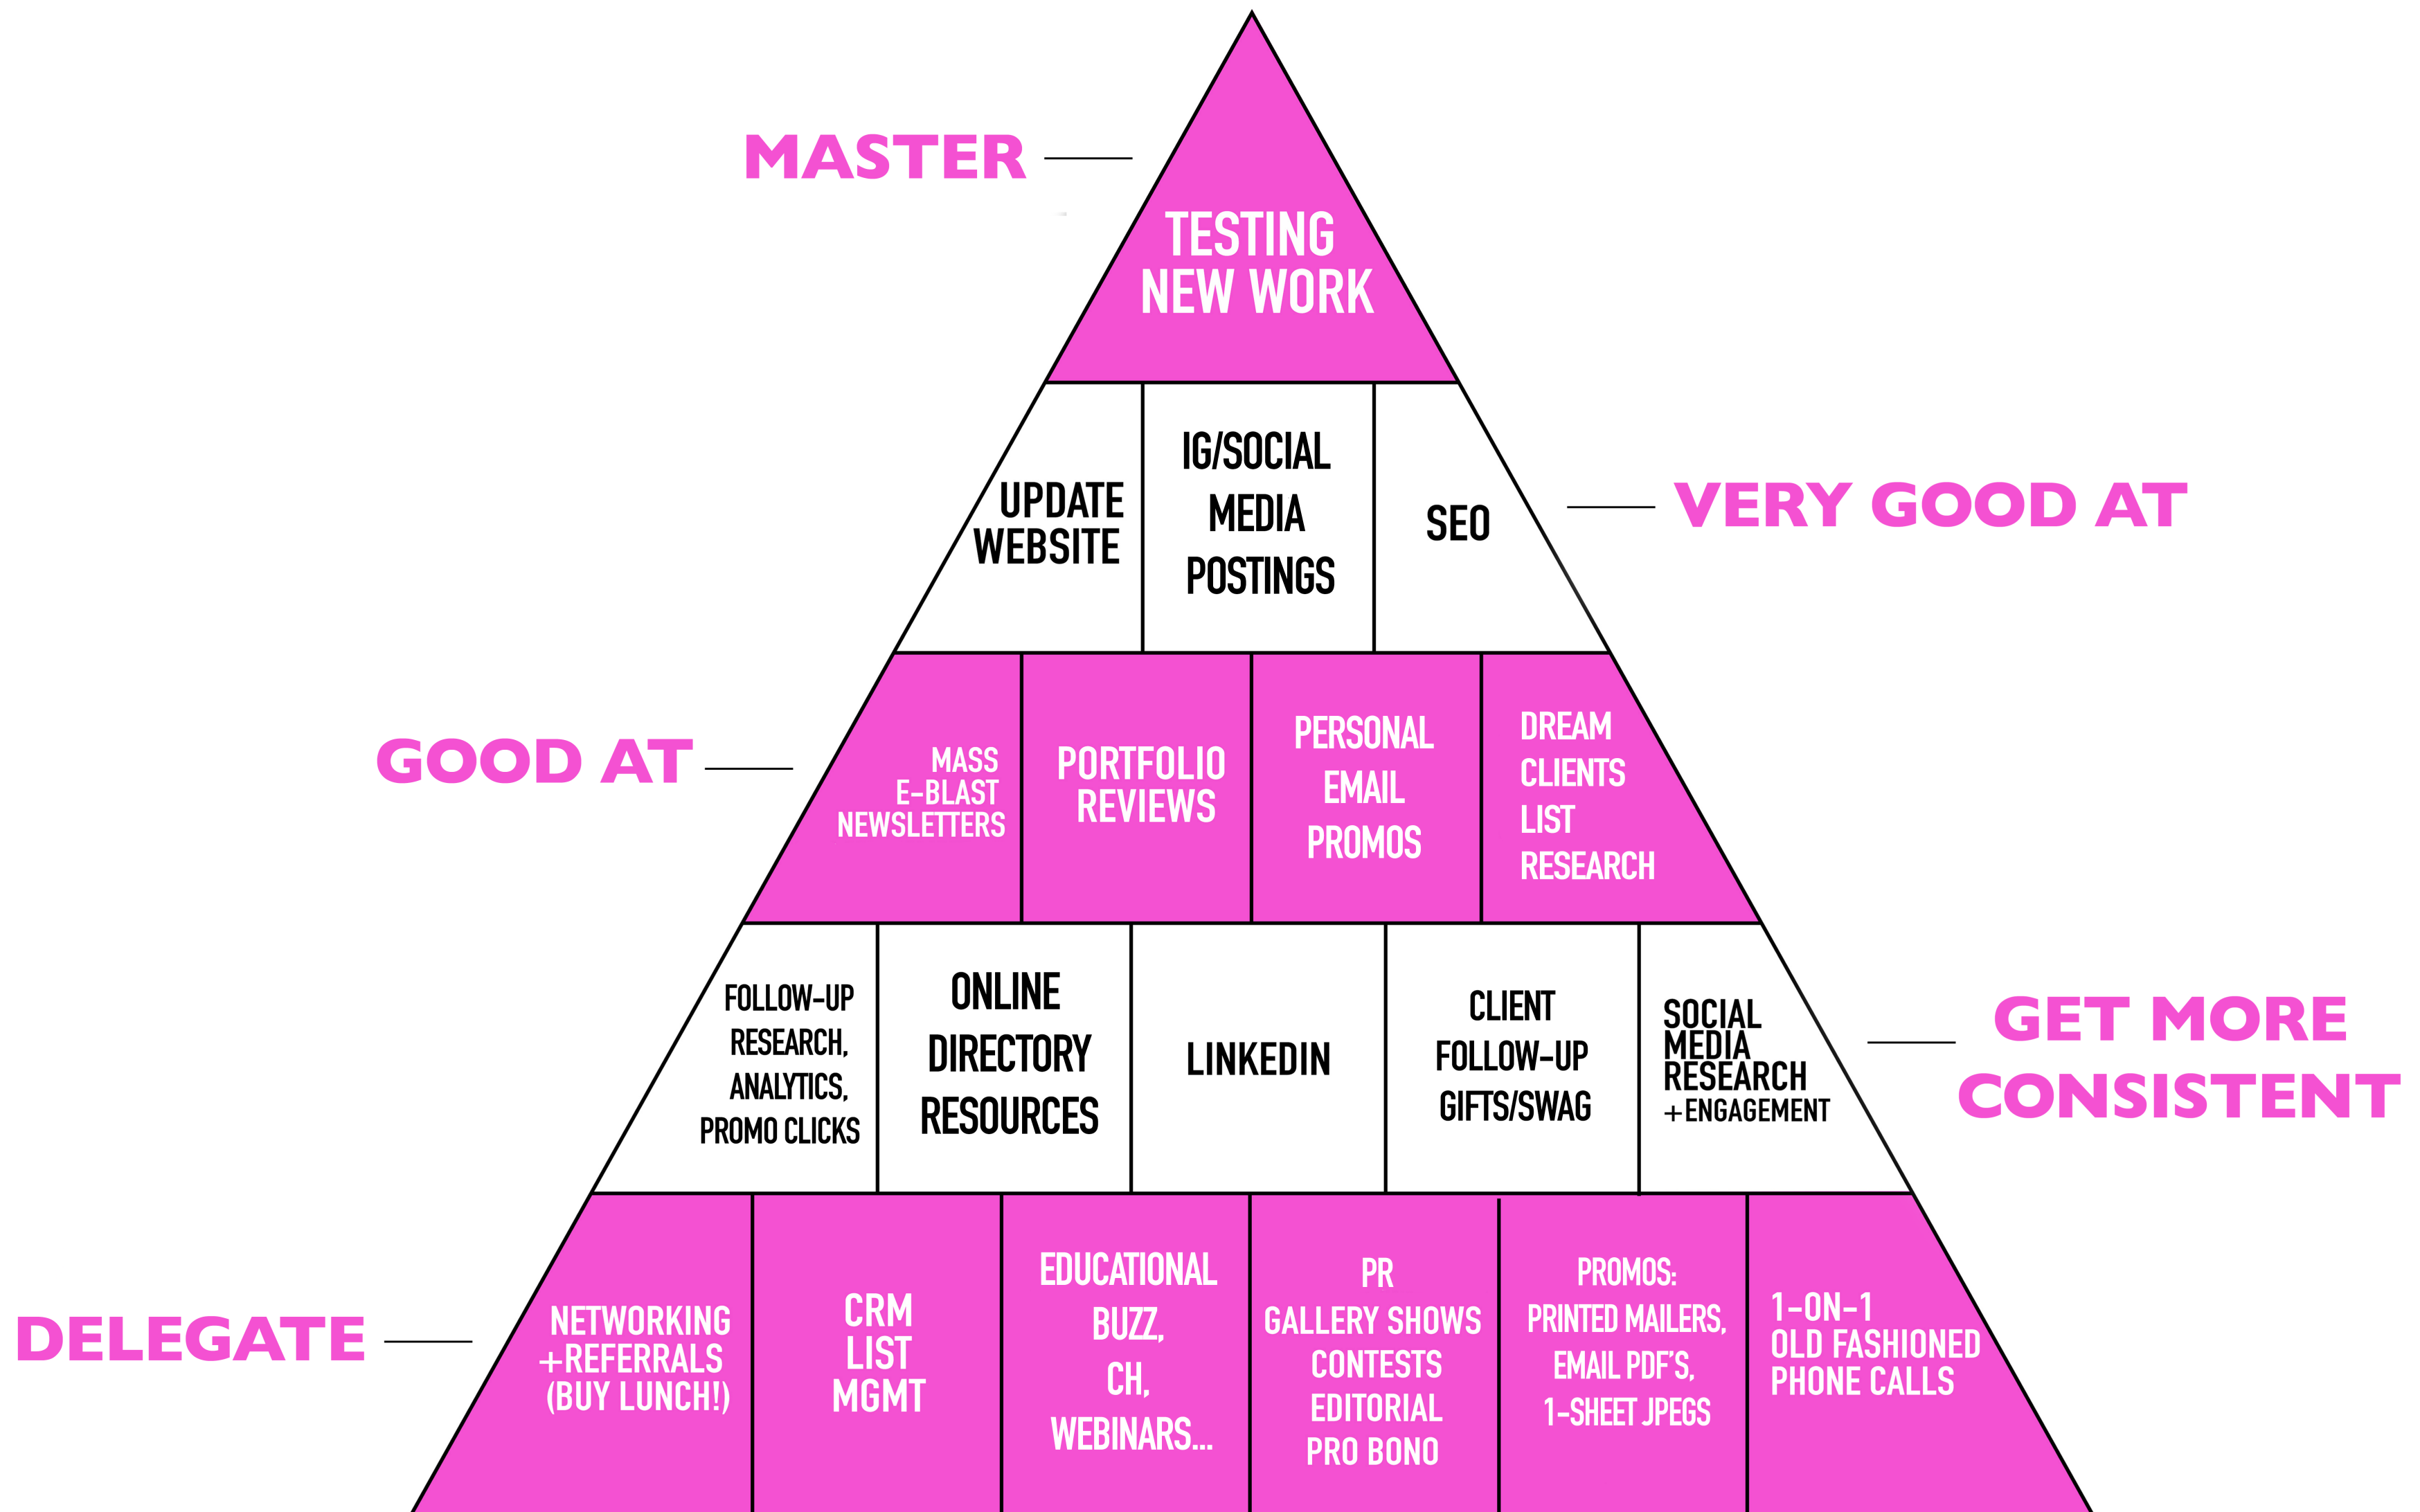 MASTER
TESTING
NEW WORK
UPDATE
WEBSITE
IG/SOCIAL
MEDIA
POSTINGS
SEO
VERY GOOD AT
GOOD AT
MASS
E-BLAST
NEWSLETTERS
PORTFOLIO
REVIEWS
PERSONAL
EMAIL
PROMOS
DREAM
CLIENTS
LIST
RESEARCH
FOLLOW-UP
RESEARCH,
ANALYTICS,
PROMO CLICKS
ONLINE
DIRECTORY
RESOURCES
LINKEDIN
CLIENT
FOLLOW-UP
GIFTS/SWAG
SOCIAL
MEDIA
RESEARCH
+ENGAGEMENT
GET MORE
CONSISTENT
DELEGATE
NETWORKING
+REFERRALS
(BUY LUNCH!)
CRM
LIST
MGMT
EDUCATIONAL
BUZZ,
CH,
WEBINARS...
PR
GALLERY SHOWS
CONTESTS
EDITORIAL
PRO BONO
PROMOS:
PRINTED MAILERS,
EMAIL PDF'S,
1-SHEET JPEGS
1-ON-1
OLD FASHIONED
PHONE CALLS